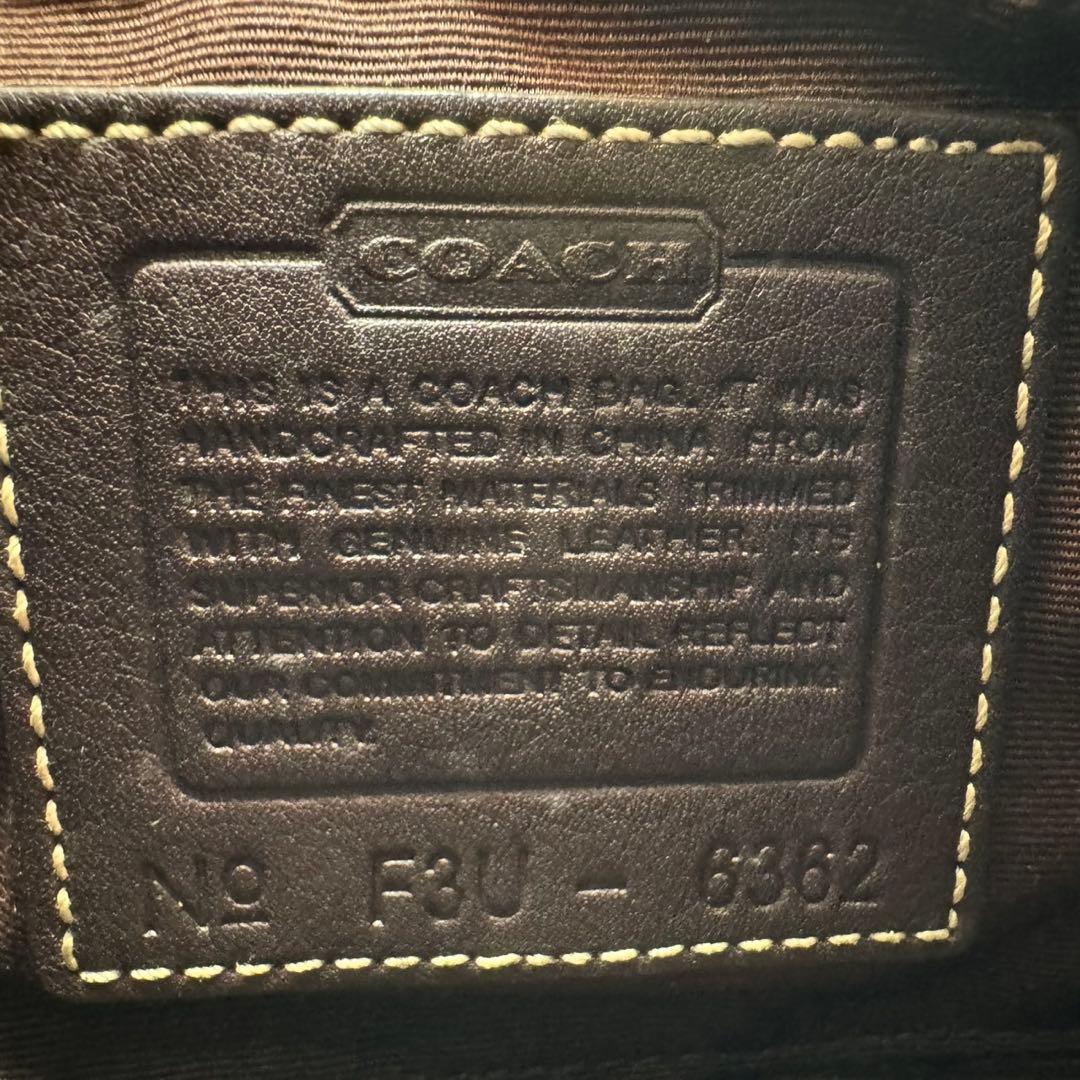 COACH
THIS IS A COACH BAG. IT WAS
HANDCRAFTED IN CHINA FROM
THE FINEST MATERIALS TRIMMED
WITH GENUINE LEATHER. ITS
SUPERIOR CRAFTSMANSHIP AND
ATTENTION TO DETAIL REFLECT
OUR COMMITMENT TO ENDURING
QUALITY.
Nº F3U - 6362